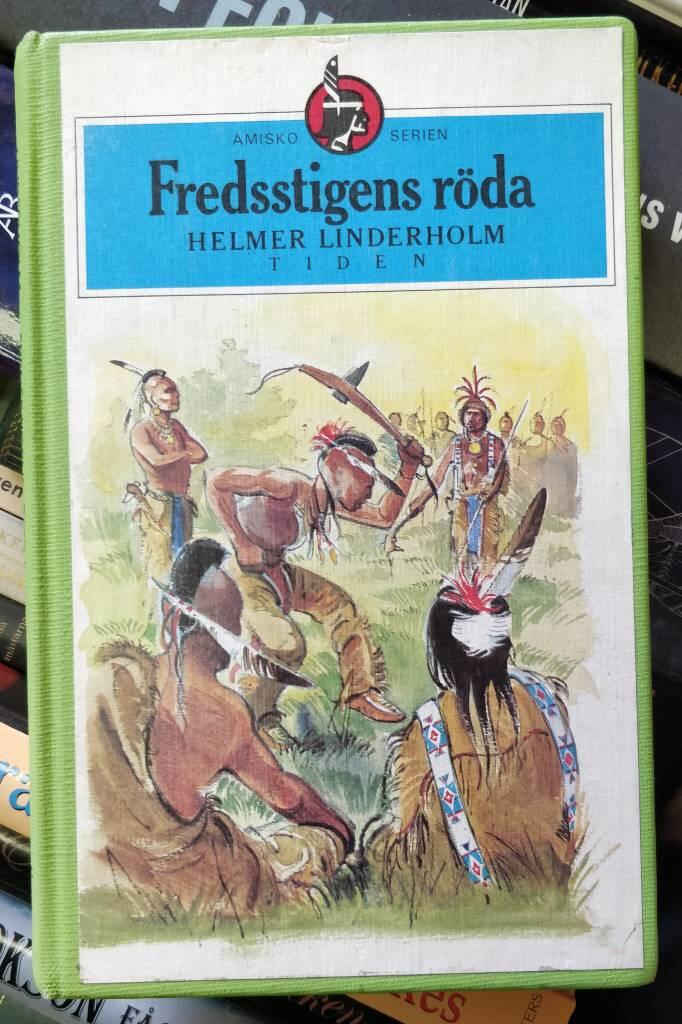 AMISKO SERIEN
Fredsstigens röda
HELMER LINDERHOLM
TIDEN